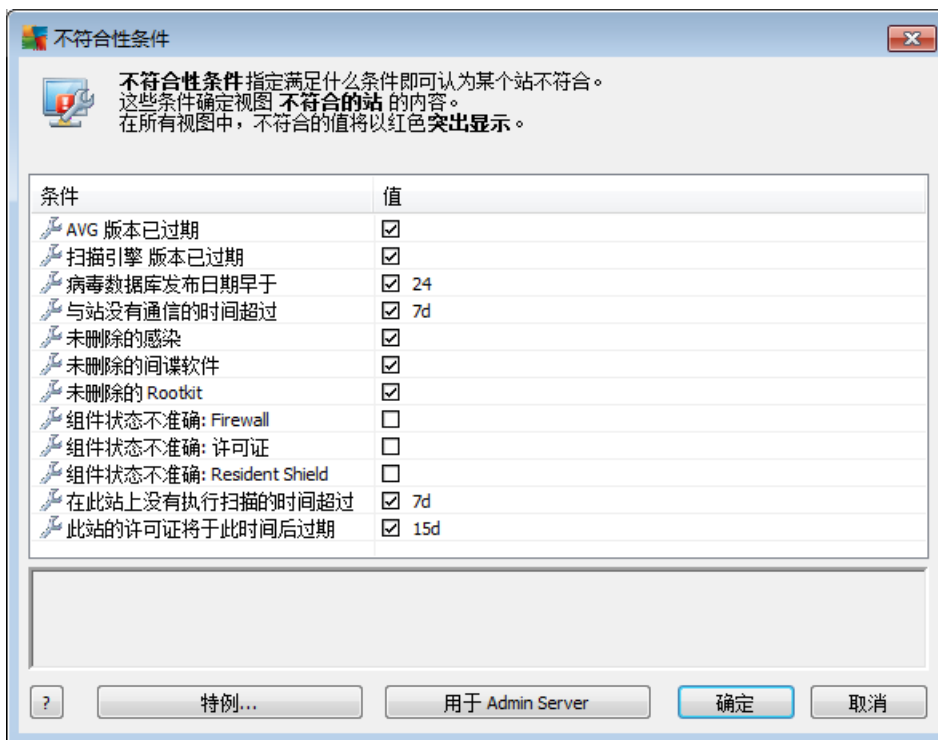 不符合性条件
不符合性条件指定满足什么条件即可认为某个站不符合。
这些条件确定视图 不符合的站 的内容。
在所有视图中，不符合的值将以红色突出显示。
条件 值
AVG 版本已过期
扫描引擎 版本已过期
病毒数据库发布日期早于 24
与站没有通信的时间超过 7d
未删除的感染
未删除的间谍软件
未删除的 Rootkit
组件状态不准确: Firewall
组件状态不准确: 许可证
组件状态不准确: Resident Shield
在此站上没有执行扫描的时间超过 7d
此站的许可证将于此时间后过期 15d
? 特例... 用于 Admin Server 确定 取消